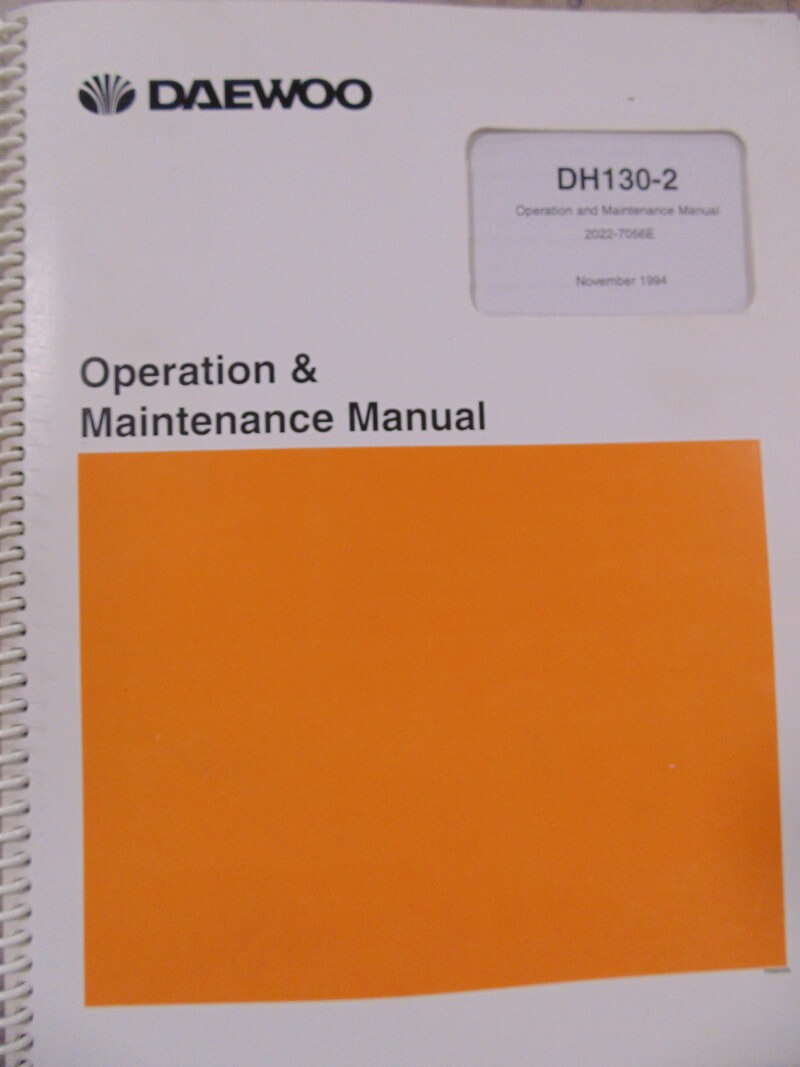 DAEWOO
DH130-2
Operation and Maintenance Manual
2022-7056E
November 1994
Operation &
Maintenance Manual